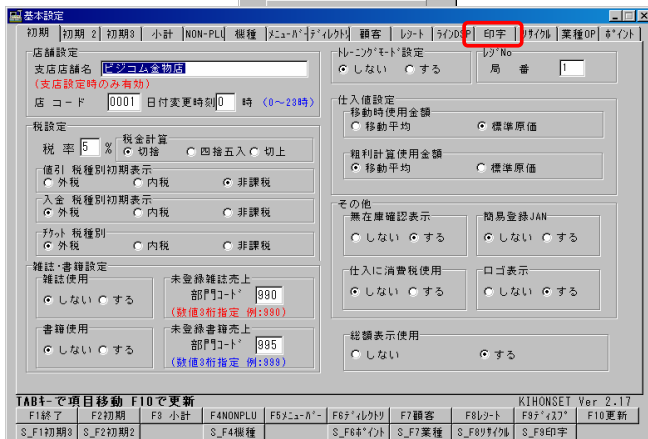 基本設定
初期 初期 2 初期3 小計 NON-PLU 機種 ﾒﾆｭｰﾊﾞｰ ﾃﾞｨﾚｸﾄﾘ 顧客 ﾚｼｰﾄ ﾗｲﾝDSP 印字 ﾘｻｲｸﾙ 業種OP ﾎﾟｲﾝﾄ
店舗設定
支店店舗名 ビジコム金物店
(支店設定時のみ有効)
店 コード 0001 日付変更時刻 0 時 (0～23時)
税設定
税 率 5 %
税金計算
切捨 四捨五入 切上
値引 税種別初期表示
外税 内税 非課税
入金 税種別初期表示
外税 内税 非課税
ﾁｹｯﾄ 税種別
外税 内税 非課税
雑誌・書籍設定
雑誌使用
しない する
未登録雑誌売上
部門ｺｰﾄﾞ 990
(数値3桁指定 例:990)
書籍使用
しない する
未登録書籍売上
部門ｺｰﾄﾞ 995
(数値3桁指定 例:999)
ﾄﾚｰﾆﾝｸﾞﾓｰﾄﾞ設定
しない する
ﾚｼﾞNo
局 番 1
仕入値設定
移動時使用金額
移動平均 標準原価
粗利計算使用金額
移動平均 標準原価
その他
無在庫確認表示
しない する
簡易登録JAN
しない する
仕入に消費税使用
しない する
ロゴ表示
しない する
総額表示使用
しない する
TABｷｰで項目移動 F10で更新
KIHONSET Ver 2.17
F1終了 F2初期 F3 小計 F4NONPLU F5ﾒﾆｭｰﾊﾞｰ F6ﾃﾞｨﾚｸﾄﾘ F7顧客 F8ﾚｼｰﾄ F9ﾃﾞｨｽﾌﾟ F10更新
S_F1初期3 S_F2初期2 S_F4機種 S_F6ﾎﾟｲﾝﾄ S_F7業種 S_F8ﾘｻｲｸﾙ S_F9印字